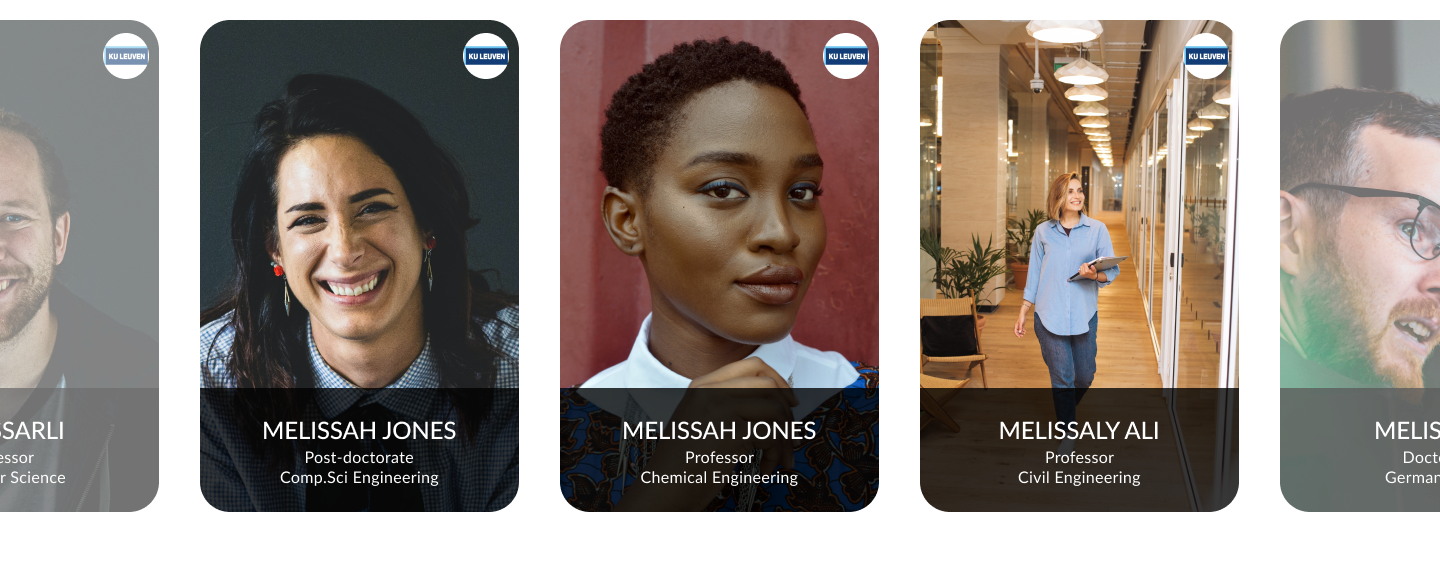 KU LEUVEN
SSARLI
essor
r Science
KU LEUVEN
MELISSAH JONES
Post-doctorate
Comp.Sci Engineering
KU LEUVEN
MELISSAH JONES
Professor
Chemical Engineering
KU LEUVEN
MELISSALY ALI
Professor
Civil Engineering
MELIS
Docto
German